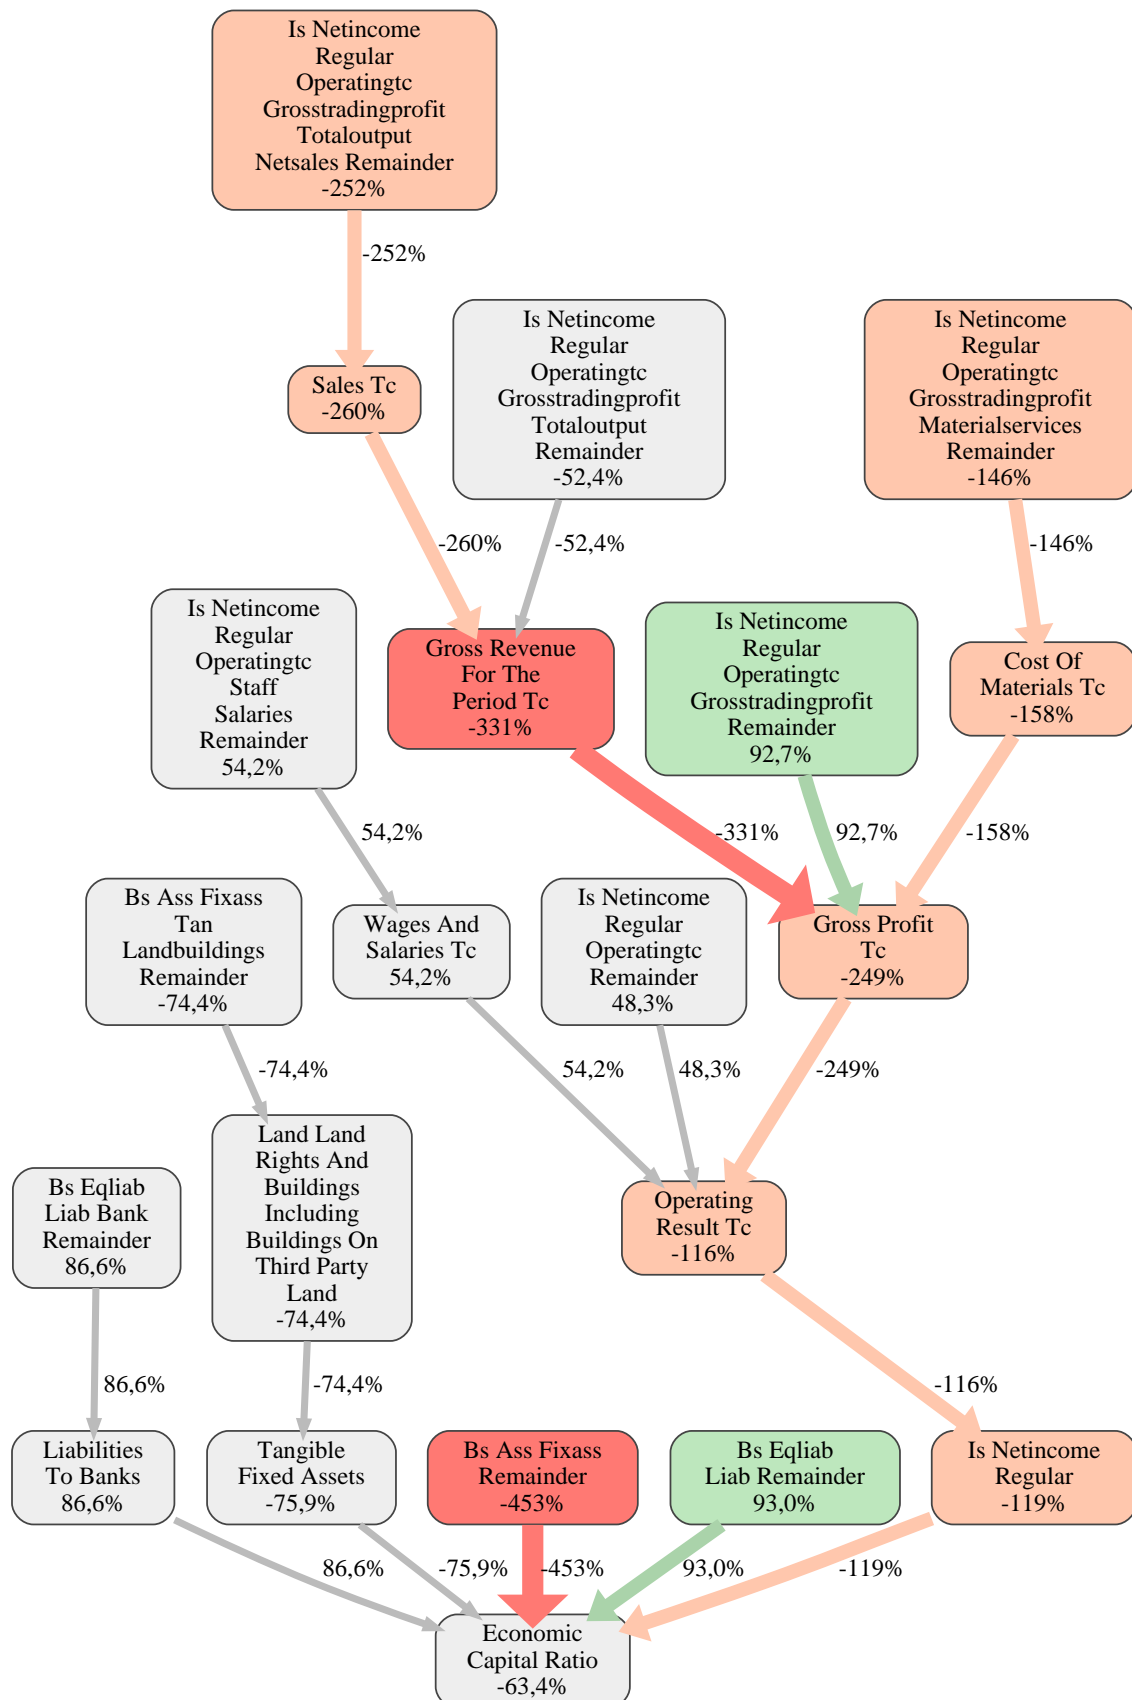 Is Netincome
Regular
Operatingtc
Grosstradingprofit
Totaloutput
Netsales Remainder
-252%
-252%
Sales Tc
-260%
Is Netincome
Regular
Operatingtc
Grosstradingprofit
Totaloutput
Remainder
-52,4%
Is Netincome
Regular
Operatingtc
Grosstradingprofit
Materialservices
Remainder
-146%
-260%
-52,4%
-146%
Is Netincome
Regular
Operatingtc
Staff
Salaries
Remainder
54,2%
Gross Revenue
For The
Period Tc
-331%
Is Netincome
Regular
Operatingtc
Grosstradingprofit
Remainder
92,7%
Cost Of
Materials Tc
-158%
54,2%
-331%
92,7%
-158%
Bs Ass Fixass
Tan
Landbuildings
Remainder
-74,4%
Wages And
Salaries Tc
54,2%
Is Netincome
Regular
Operatingtc
Remainder
48,3%
Gross Profit
Tc
-249%
-74,4%
54,2%
48,3%
-249%
Bs Eqliab
Liab Bank
Remainder
86,6%
Land Land
Rights And
Buildings
Including
Buildings On
Third Party
Land
-74,4%
Operating
Result Tc
-116%
86,6%
-74,4%
-116%
Liabilities
To Banks
86,6%
Tangible
Fixed Assets
-75,9%
Bs Ass Fixass
Remainder
-453%
Bs Eqliab
Liab Remainder
93,0%
Is Netincome
Regular
-119%
86,6%
-75,9%
-453%
93,0%
-119%
Economic
Capital Ratio
-63,4%